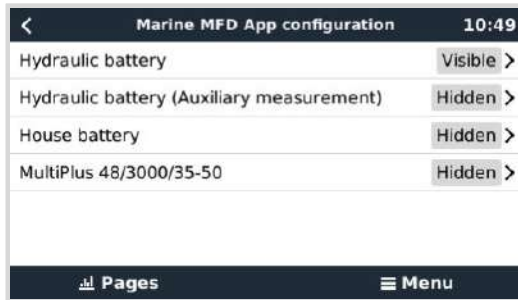 Marine MFD App configuration 10:49
Hydraulic battery Visible
Hydraulic battery (Auxiliary measurement) Hidden
House battery Hidden
MultiPlus 48/3000/35-50 Hidden
Pages Menu